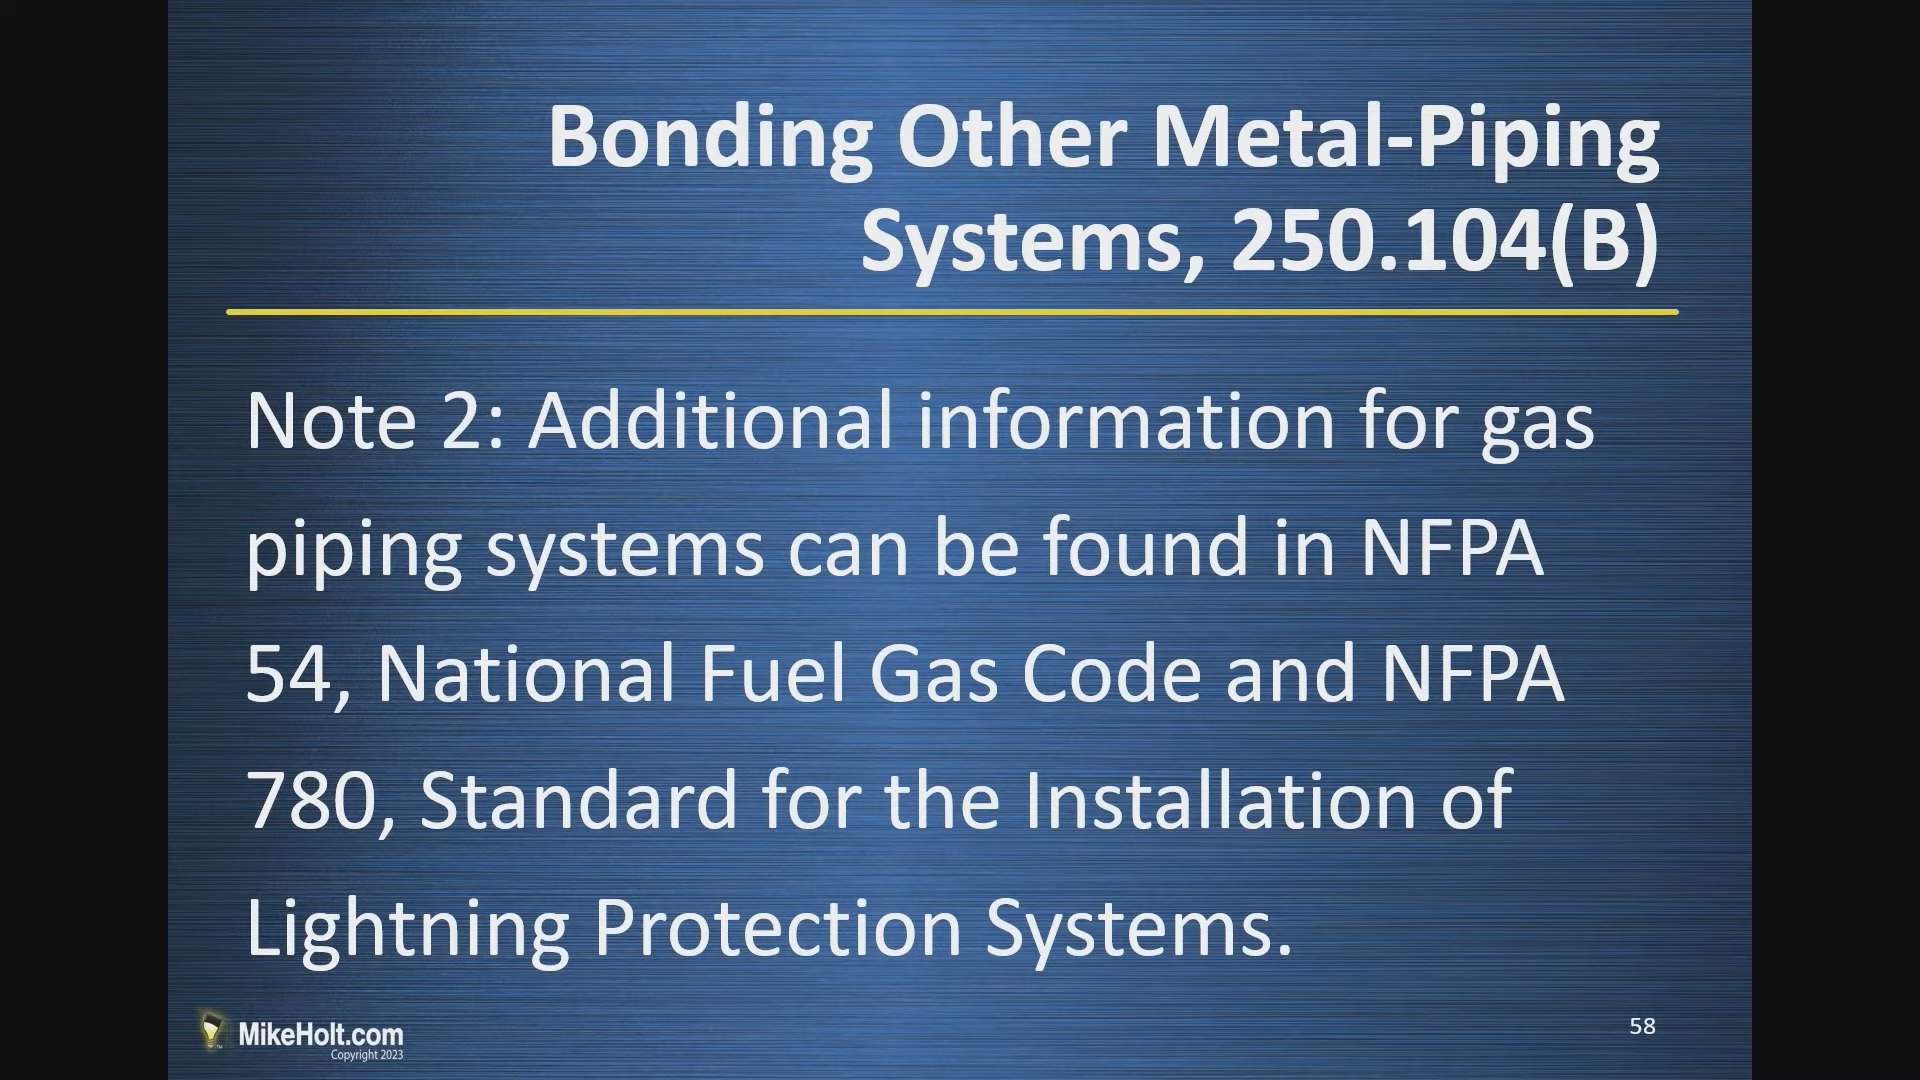 Bonding Other Metal-Piping
Systems, 250.104(B)
Note 2: Additional information for gas
piping systems can be found in NFPA
54, National Fuel Gas Code and NFPA
780, Standard for the Installation of
Lightning Protection Systems.
MikeHolt.com
Copyright 2023
58